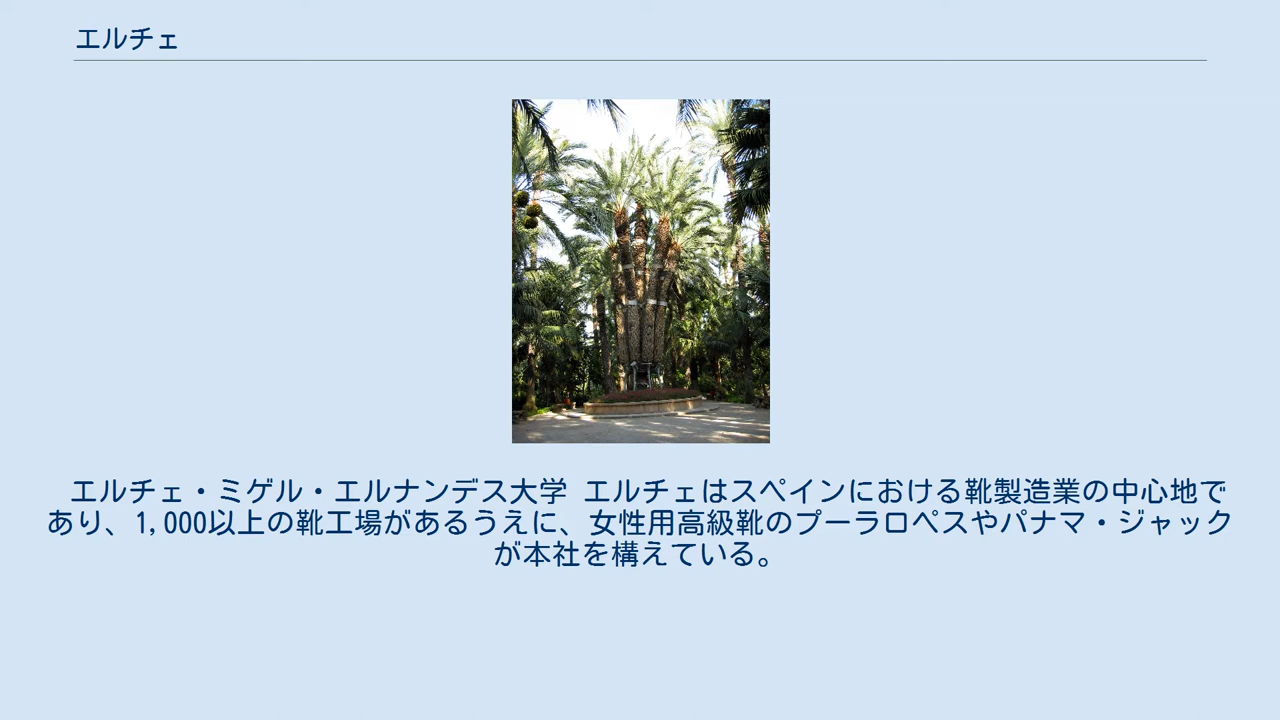 エルチェ
エルチェ・ミゲル・エルナンデス大学 エルチェはスペインにおける靴製造業の中心地で
あり、1,000以上の靴工場があるうえに、女性用高級靴のプーラロペスやパナマ・ジャック
が本社を構えている。